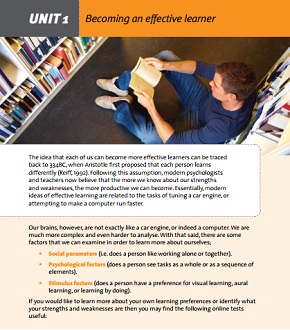 UNIT 1 Becoming an effective learner
The idea that each of us can become more effective learners can be traced
back to 334BC, when Aristotle first proposed that each person learns
differently (Reiff, 1992). Following this assumption, modern psychologists
and teachers now believe that the more we know about our strengths
and weaknesses, the more productive we can become. Essentially, modern
ideas of effective learning are related to the tasks of tuning a car engine, or
attempting to make a computer run faster.
Our brains, however, are not exactly like a car engine, or indeed a computer. We are
much more complex and even harder to analyse. With that said, there are some
factors that we can examine in order to learn more about ourselves;
• Social parameters (i.e. does a person like working alone or together).
• Psychological factors (does a person see tasks as a whole or as a sequence of
elements).
• Stimulus factors (does a person have a preference for visual learning, aural
learning, or learning by doing).
If you would like to learn more about your own learning preferences or identify what
your strengths and weaknesses are then you may find the following online tests
useful: